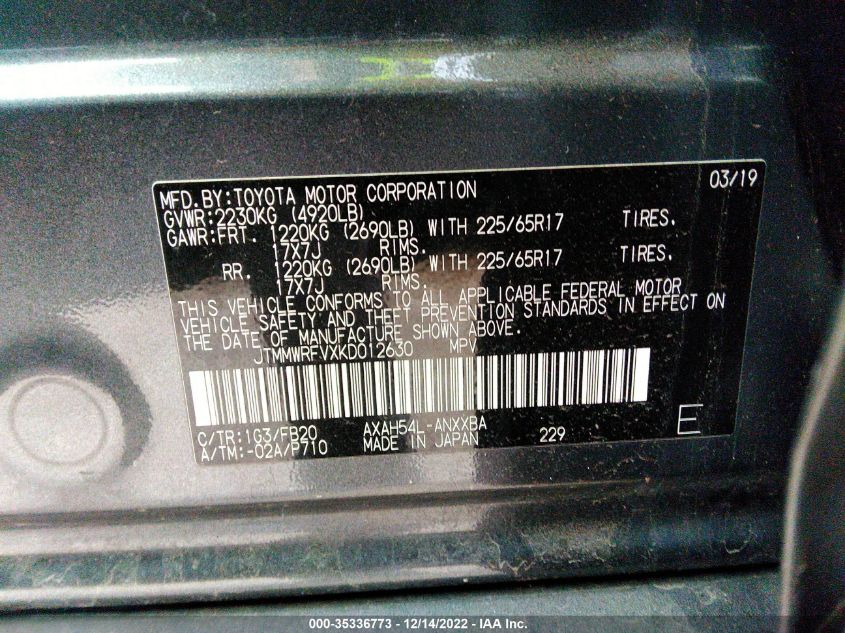 MFD.BY:TOYOTA MOTOR CORPORATION 03/19
GVWR:2230KG (4920LB)
GAWR:FRT. 1220KG (2690LB) WITH 225/65R17 TIRES.
17X7J RIMS.
RR. 1220KG (2690LB) WITH 225/65R17 TIRES.
17X7J RIMS.
THIS VEHICLE CONFORMS TO ALL APPLICABLE FEDERAL MOTOR
VEHICLE SAFETY AND THEFT PREVENTION STANDARDS IN EFFECT ON
THE DATE OF MANUFACTURE SHOWN ABOVE.
JTMMWRFVXKD012630 MPV
C/TR:1G3/FB20 AXAH54L-ANXXBA
A/TM:-02A/P710 MADE IN JAPAN 229 E
000-35336773 - 12/14/2022 - IAA Inc.